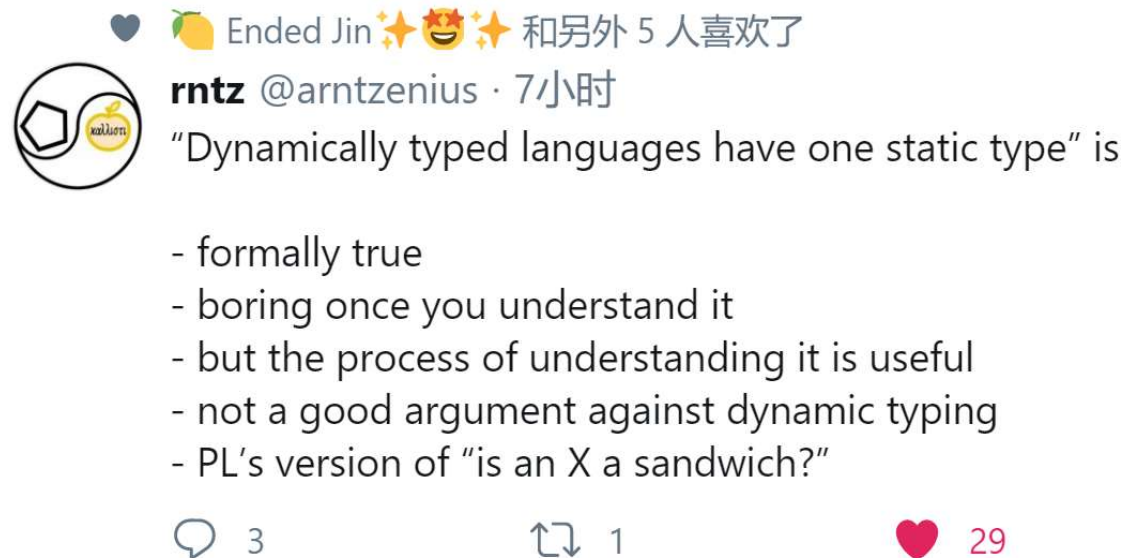 Ended Jin✨🤩✨ 和另外 5 人喜欢了
rntz @arntzenius · 7小时
καλλιστι
“Dynamically typed languages have one static type” is
- formally true
- boring once you understand it
- but the process of understanding it is useful
- not a good argument against dynamic typing
- PL’s version of “is an X a sandwich?”
3 1 29